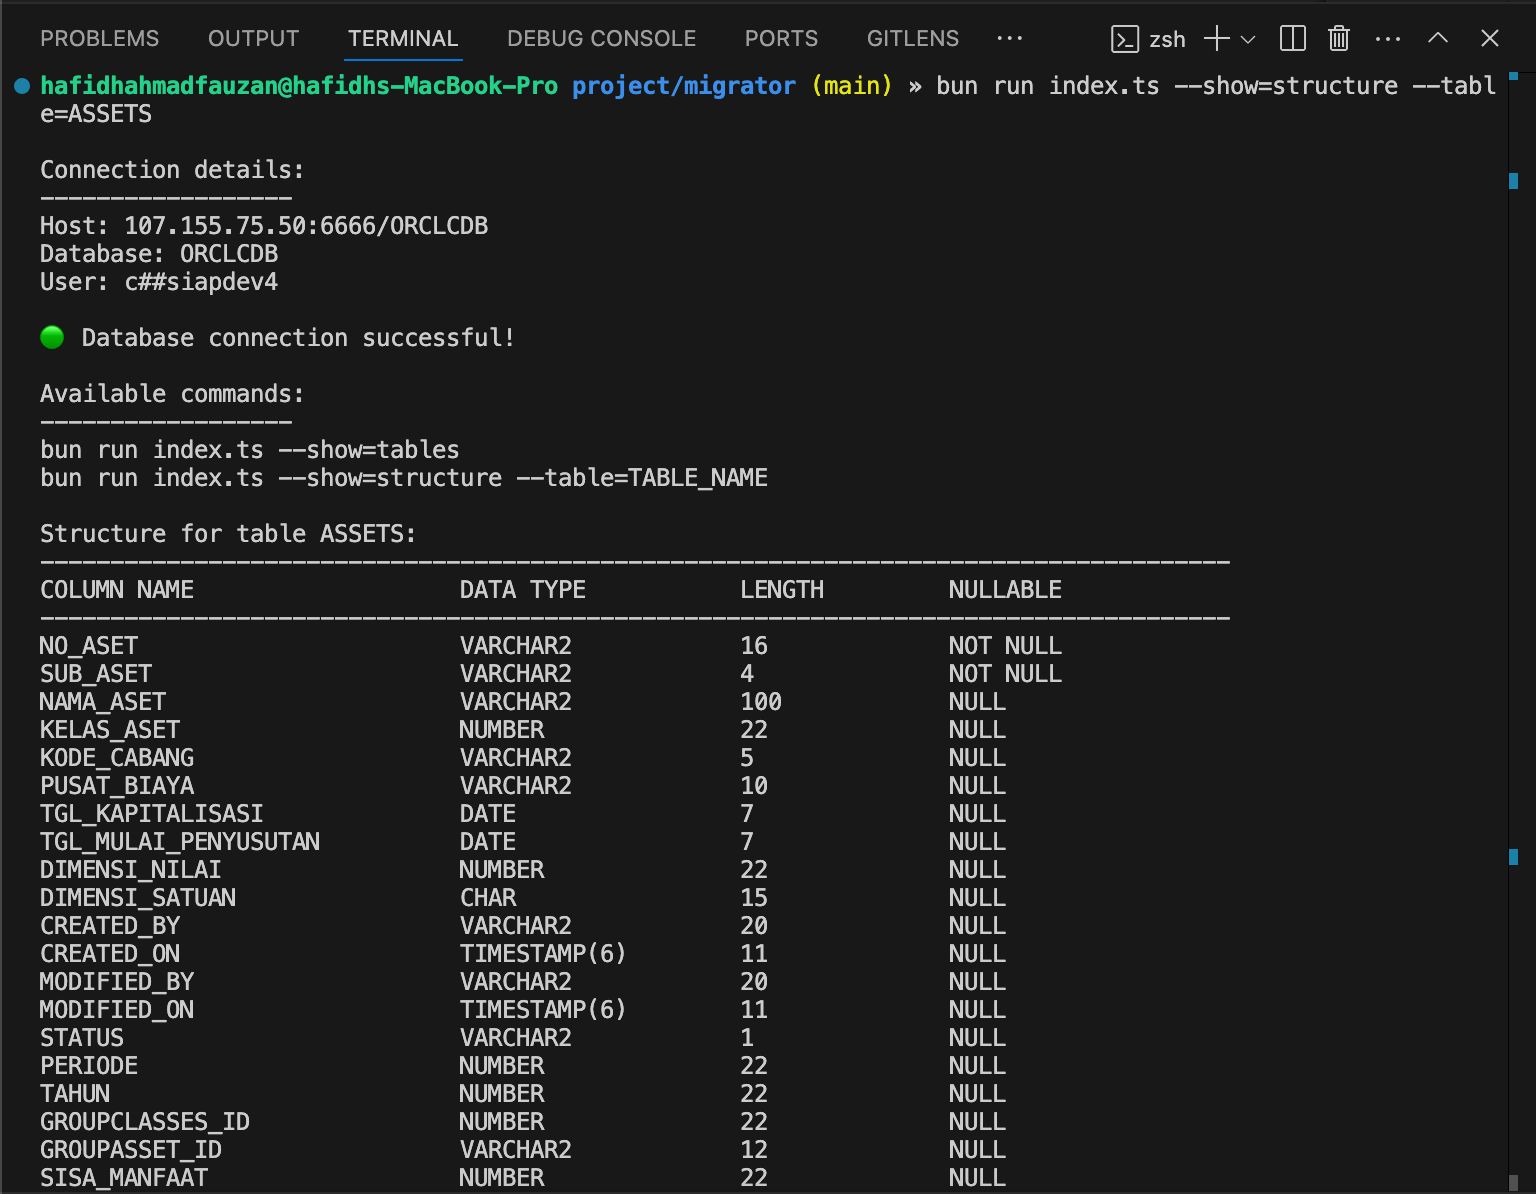 PROBLEMS OUTPUT TERMINAL DEBUG CONSOLE PORTS GITLENS ··· zsh ···
hafidhahmadfauzan@hafidhs-MacBook-Pro project/migrator (main) » bun run index.ts --show=structure --tabl
e=ASSETS
Connection details:
------------------
Host: 107.155.75.50:6666/ORCLCDB
Database: ORCLCDB
User: c##siapdev4
Database connection successful!
Available commands:
------------------
bun run index.ts --show=tables
bun run index.ts --show=structure --table=TABLE_NAME
Structure for table ASSETS:
-------------------------------------------------------------------------------------
COLUMN NAME DATA TYPE LENGTH NULLABLE
-------------------------------------------------------------------------------------
NO_ASET VARCHAR2 16 NOT NULL
SUB_ASET VARCHAR2 4 NOT NULL
NAMA_ASET VARCHAR2 100 NULL
KELAS_ASET NUMBER 22 NULL
KODE_CABANG VARCHAR2 5 NULL
PUSAT_BIAYA VARCHAR2 10 NULL
TGL_KAPITALISASI DATE 7 NULL
TGL_MULAI_PENYUSUTAN DATE 7 NULL
DIMENSI_NILAI NUMBER 22 NULL
DIMENSI_SATUAN CHAR 15 NULL
CREATED_BY VARCHAR2 20 NULL
CREATED_ON TIMESTAMP(6) 11 NULL
MODIFIED_BY VARCHAR2 20 NULL
MODIFIED_ON TIMESTAMP(6) 11 NULL
STATUS VARCHAR2 1 NULL
PERIODE NUMBER 22 NULL
TAHUN NUMBER 22 NULL
GROUPCLASSES_ID NUMBER 22 NULL
GROUPASSET_ID VARCHAR2 12 NULL
SISA_MANFAAT NUMBER 22 NULL